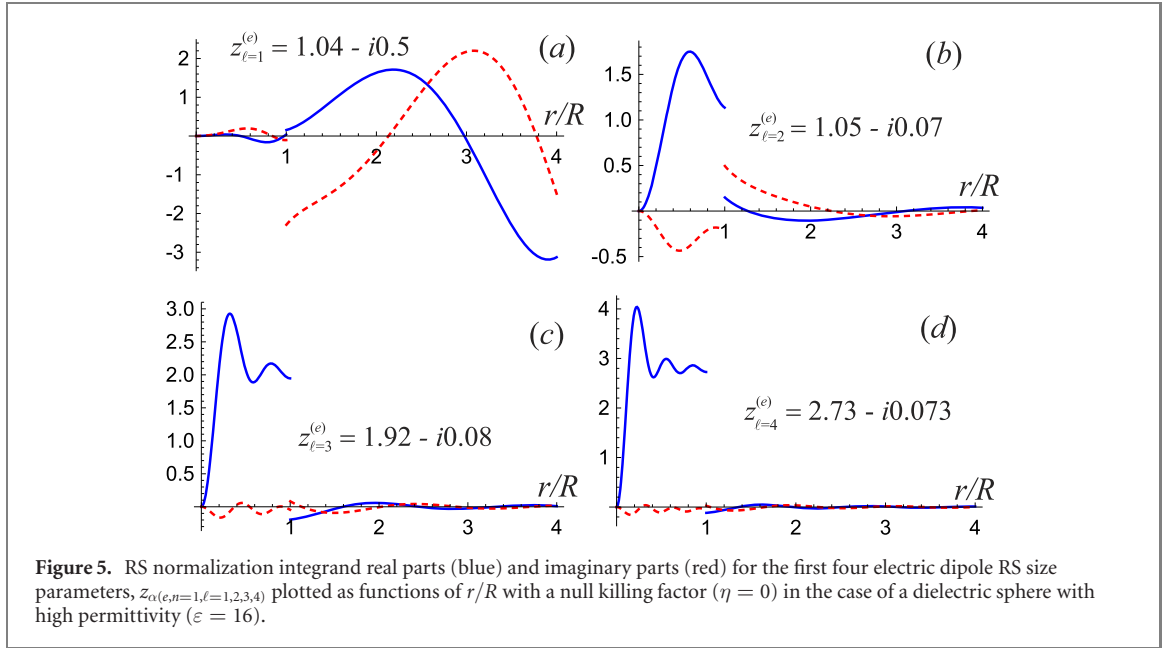 z_{ℓ=1}^{(e)} = 1.04 - i0.5
(a)
r/R
2
1
-1
-2
-3
1 2 3 4
z_{ℓ=2}^{(e)} = 1.05 - i0.07
(b)
r/R
1.5
1.0
0.5
-0.5
1 2 3 4
z_{ℓ=3}^{(e)} = 1.92 - i0.08
(c)
r/R
3.0
2.5
2.0
1.5
1.0
0.5
1 2 3 4
z_{ℓ=4}^{(e)} = 2.73 - i0.073
(d)
r/R
4
3
2
1
1 2 3 4
Figure 5. RS normalization integrand real parts (blue) and imaginary parts (red) for the first four electric dipole RS size
parameters, z_{α(e,n=1,ℓ=1,2,3,4)} plotted as functions of r/R with a null killing factor (η = 0) in the case of a dielectric sphere with
high permittivity (ε = 16).